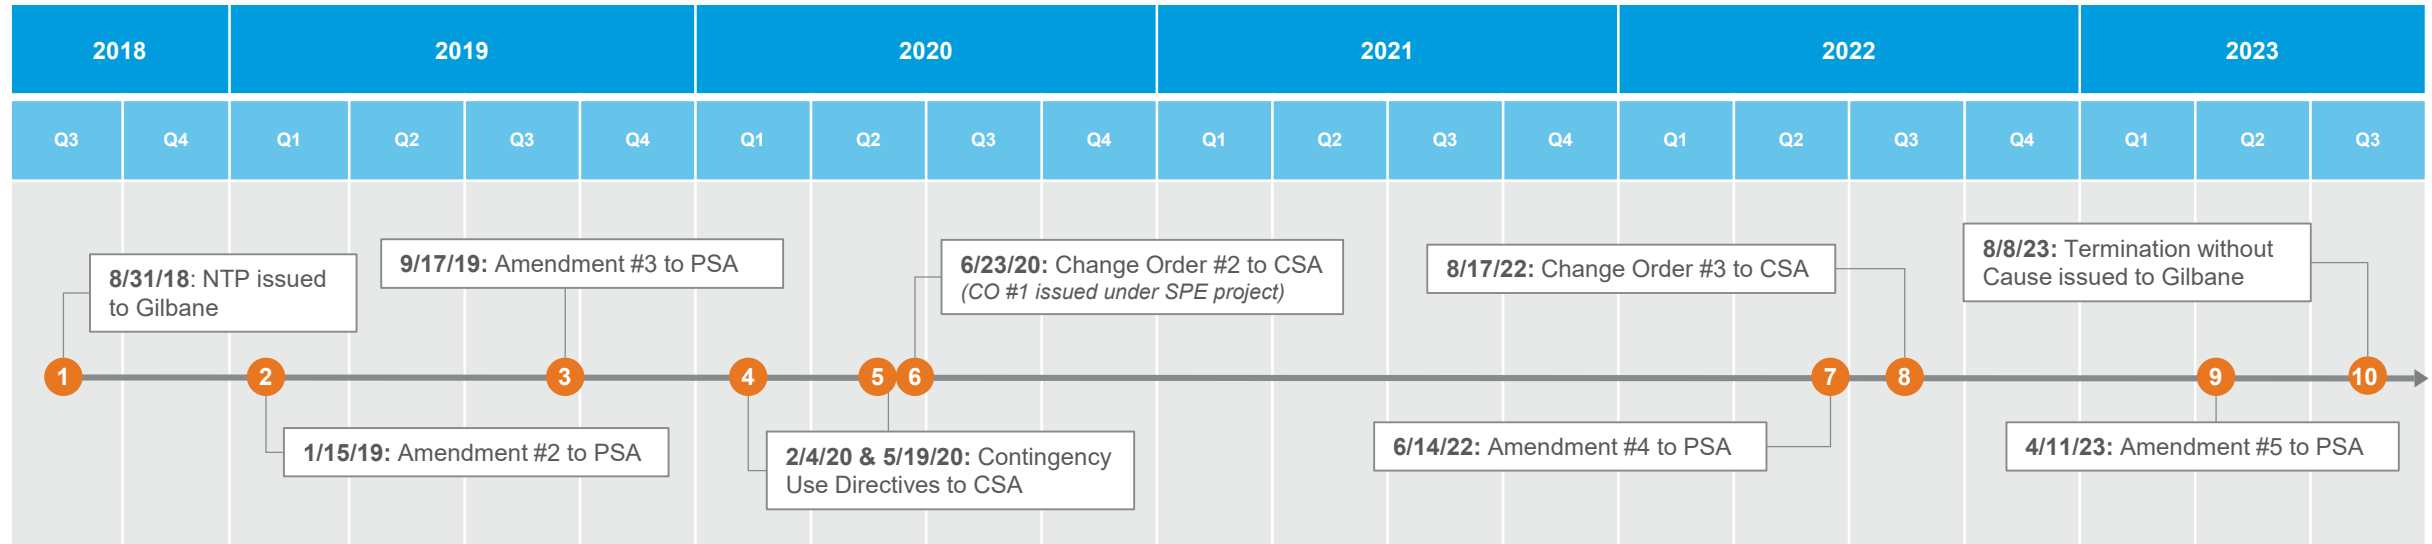 2018 2019 2020 2021 2022 2023
Q3 Q4 Q1 Q2 Q3 Q4 Q1 Q2 Q3 Q4 Q1 Q2 Q3 Q4 Q1 Q2 Q3 Q4 Q1 Q2 Q3
8/31/18: NTP issued
to Gilbane
9/17/19: Amendment #3 to PSA
6/23/20: Change Order #2 to CSA
(CO #1 issued under SPE project)
8/17/22: Change Order #3 to CSA
8/8/23: Termination without
Cause issued to Gilbane
1 2 3 4 5 6 7 8 9 10
1/15/19: Amendment #2 to PSA
2/4/20 & 5/19/20: Contingency
Use Directives to CSA
6/14/22: Amendment #4 to PSA
4/11/23: Amendment #5 to PSA